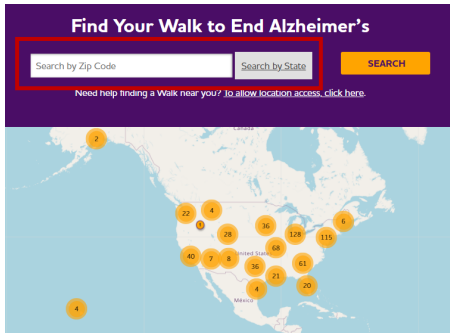 Find Your Walk to End Alzheimer's
Search by Zip Code
Search by State
SEARCH
Need help finding a Walk near you? To allow location access, click here.
Canada
2
22
4
1
28
36
128
6
115
68
40
7
8
United States
36
61
21
20
4
México
4